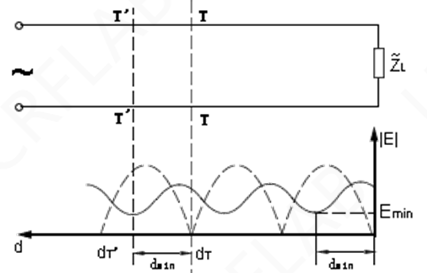 T' T
~
Z̃L
T' T
|E|
Emin
d dT' dT
dmin dmin